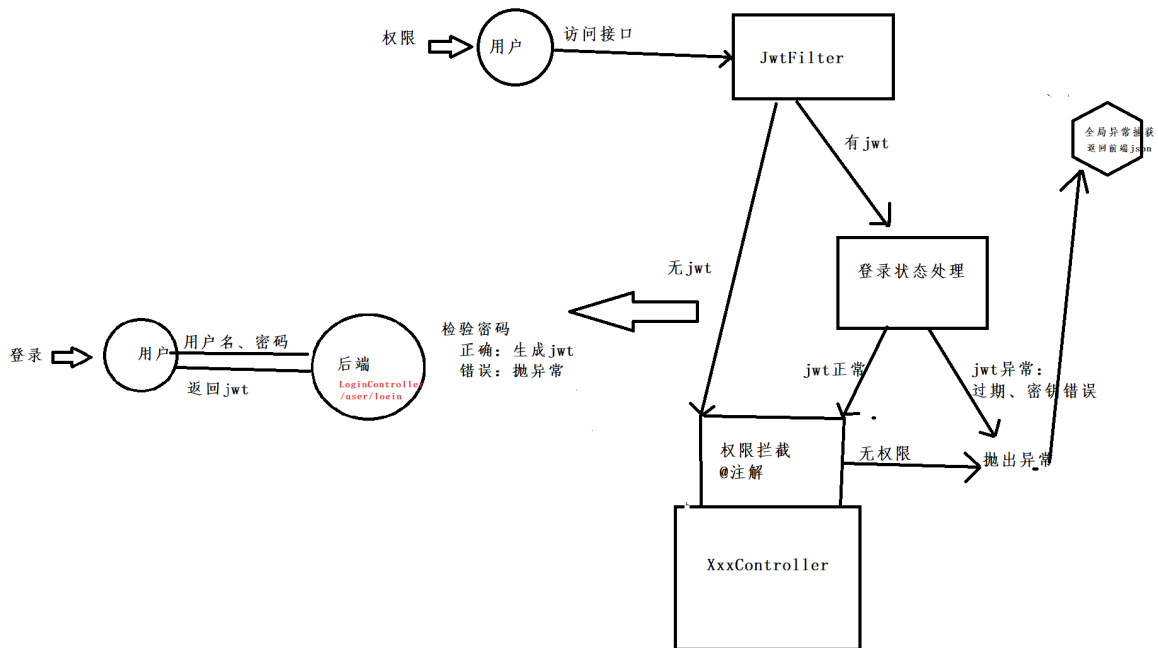 权限
用户
访问接口
JwtFilter
全局异常捕获
返回前端json
有jwt
无jwt
登录状态处理
登录
用户
用户名、密码
返回jwt
后端
LoginController
/user/login
检验密码
正确：生成jwt
错误：抛异常
jwt正常
jwt异常：
过期、密钥错误
权限拦截
@注解
无权限
抛出异常
XxxController